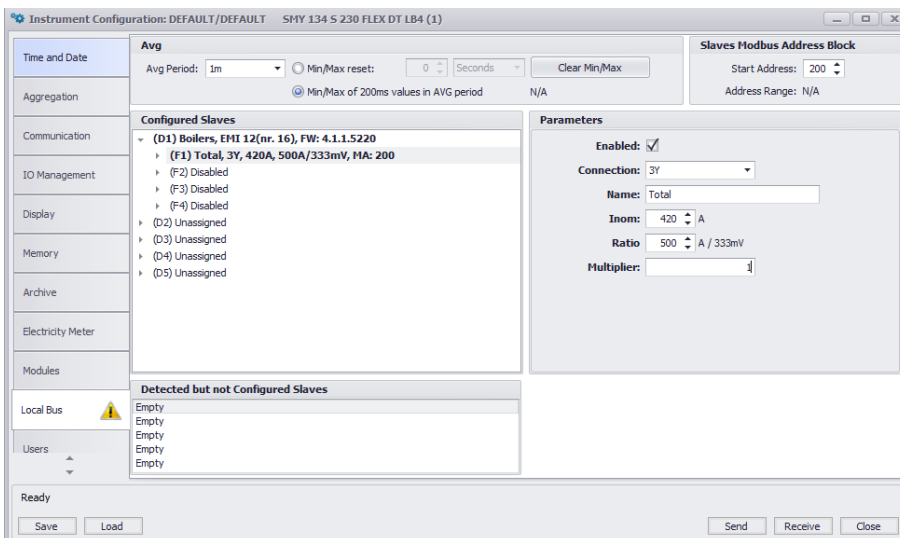 Instrument Configuration: DEFAULT/DEFAULT SMY 134 S 230 FLEX DT LB4 (1)
Time and Date
Aggregation
Communication
IO Management
Display
Memory
Archive
Electricity Meter
Modules
Local Bus
Users
Avg
Avg Period: 1m Min/Max reset: 0 Seconds Clear Min/Max
Min/Max of 200ms values in AVG period N/A
Slaves Modbus Address Block
Start Address: 200
Address Range: N/A
Configured Slaves
(D1) Boilers, EMI 12(nr. 16), FW: 4.1.1.5220
(F1) Total, 3Y, 420A, 500A/333mV, MA: 200
(F2) Disabled
(F3) Disabled
(F4) Disabled
(D2) Unassigned
(D3) Unassigned
(D4) Unassigned
(D5) Unassigned
Parameters
Enabled:
Connection: 3Y
Name: Total
Inom: 420 A
Ratio 500 A / 333mV
Multiplier: 1
Detected but not Configured Slaves
Empty
Empty
Empty
Empty
Empty
Ready
Save Load Send Receive Close